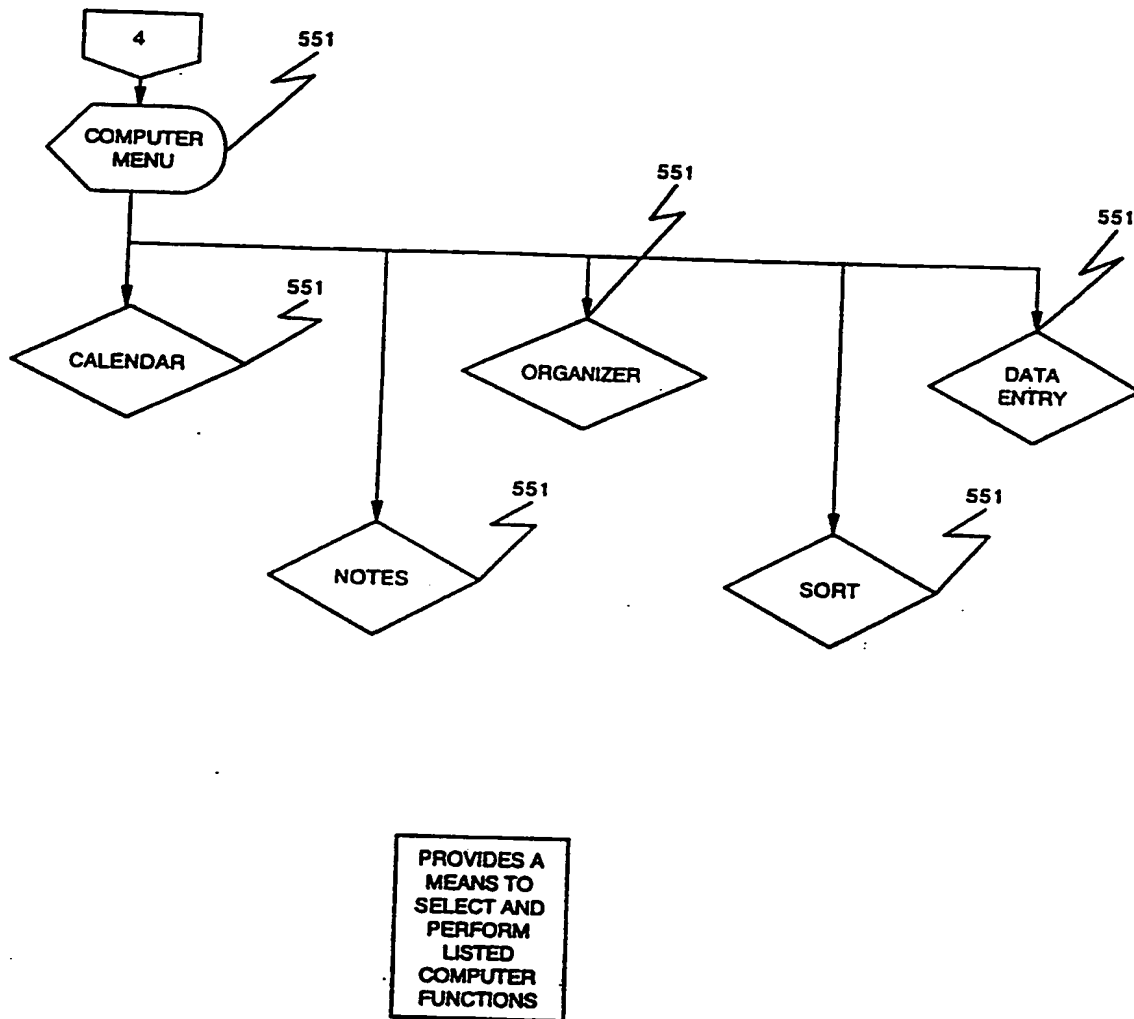 4
551
COMPUTER
MENU
551
551
551
CALENDAR
ORGANIZER
DATA
ENTRY
551
551
NOTES
SORT
PROVIDES A
MEANS TO
SELECT AND
PERFORM
LISTED
COMPUTER
FUNCTIONS